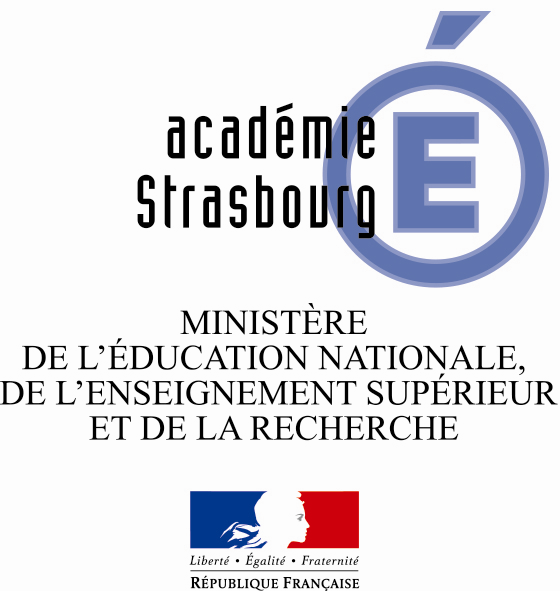 académie
Strasbourg
É
MINISTÈRE
DE L'ÉDUCATION NATIONALE,
DE L'ENSEIGNEMENT SUPÉRIEUR
ET DE LA RECHERCHE
Liberté • Égalité • Fraternité
RÉPUBLIQUE FRANÇAISE